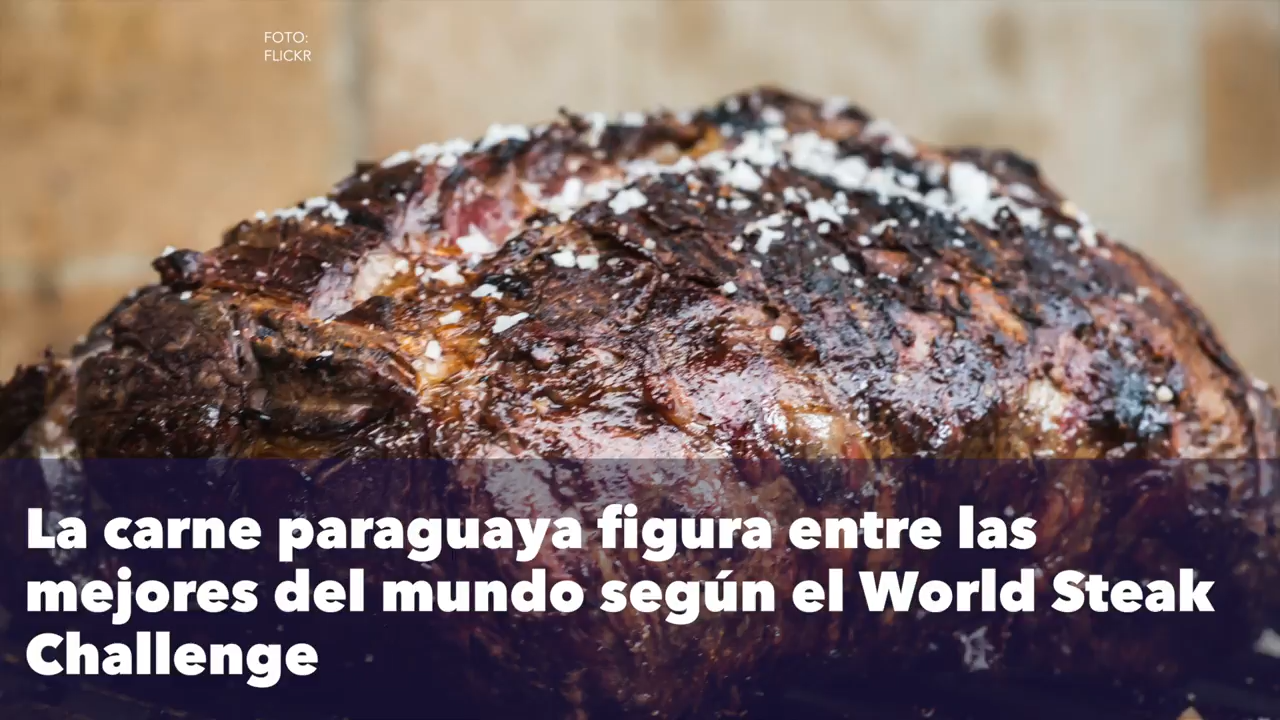 FOTO:
FLICKR
La carne paraguaya figura entre las
mejores del mundo según el World Steak
Challenge